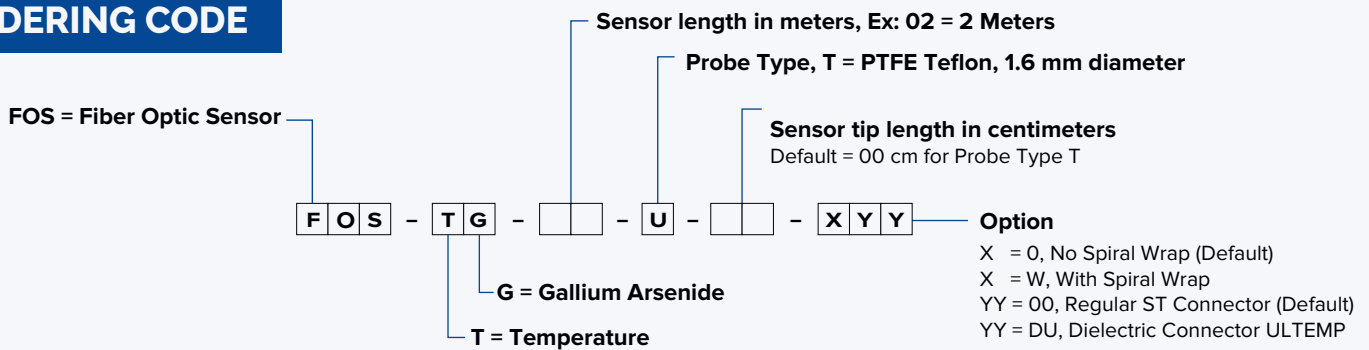 DERING CODE
Sensor length in meters, Ex: 02 = 2 Meters
Probe Type, T = PTFE Teflon, 1.6 mm diameter
FOS = Fiber Optic Sensor
Sensor tip length in centimeters
Default = 00 cm for Probe Type T
F O S – T G – – U – – X Y Y
Option
X = 0, No Spiral Wrap (Default)
X = W, With Spiral Wrap
YY = 00, Regular ST Connector (Default)
YY = DU, Dielectric Connector ULTEMP
G = Gallium Arsenide
T = Temperature